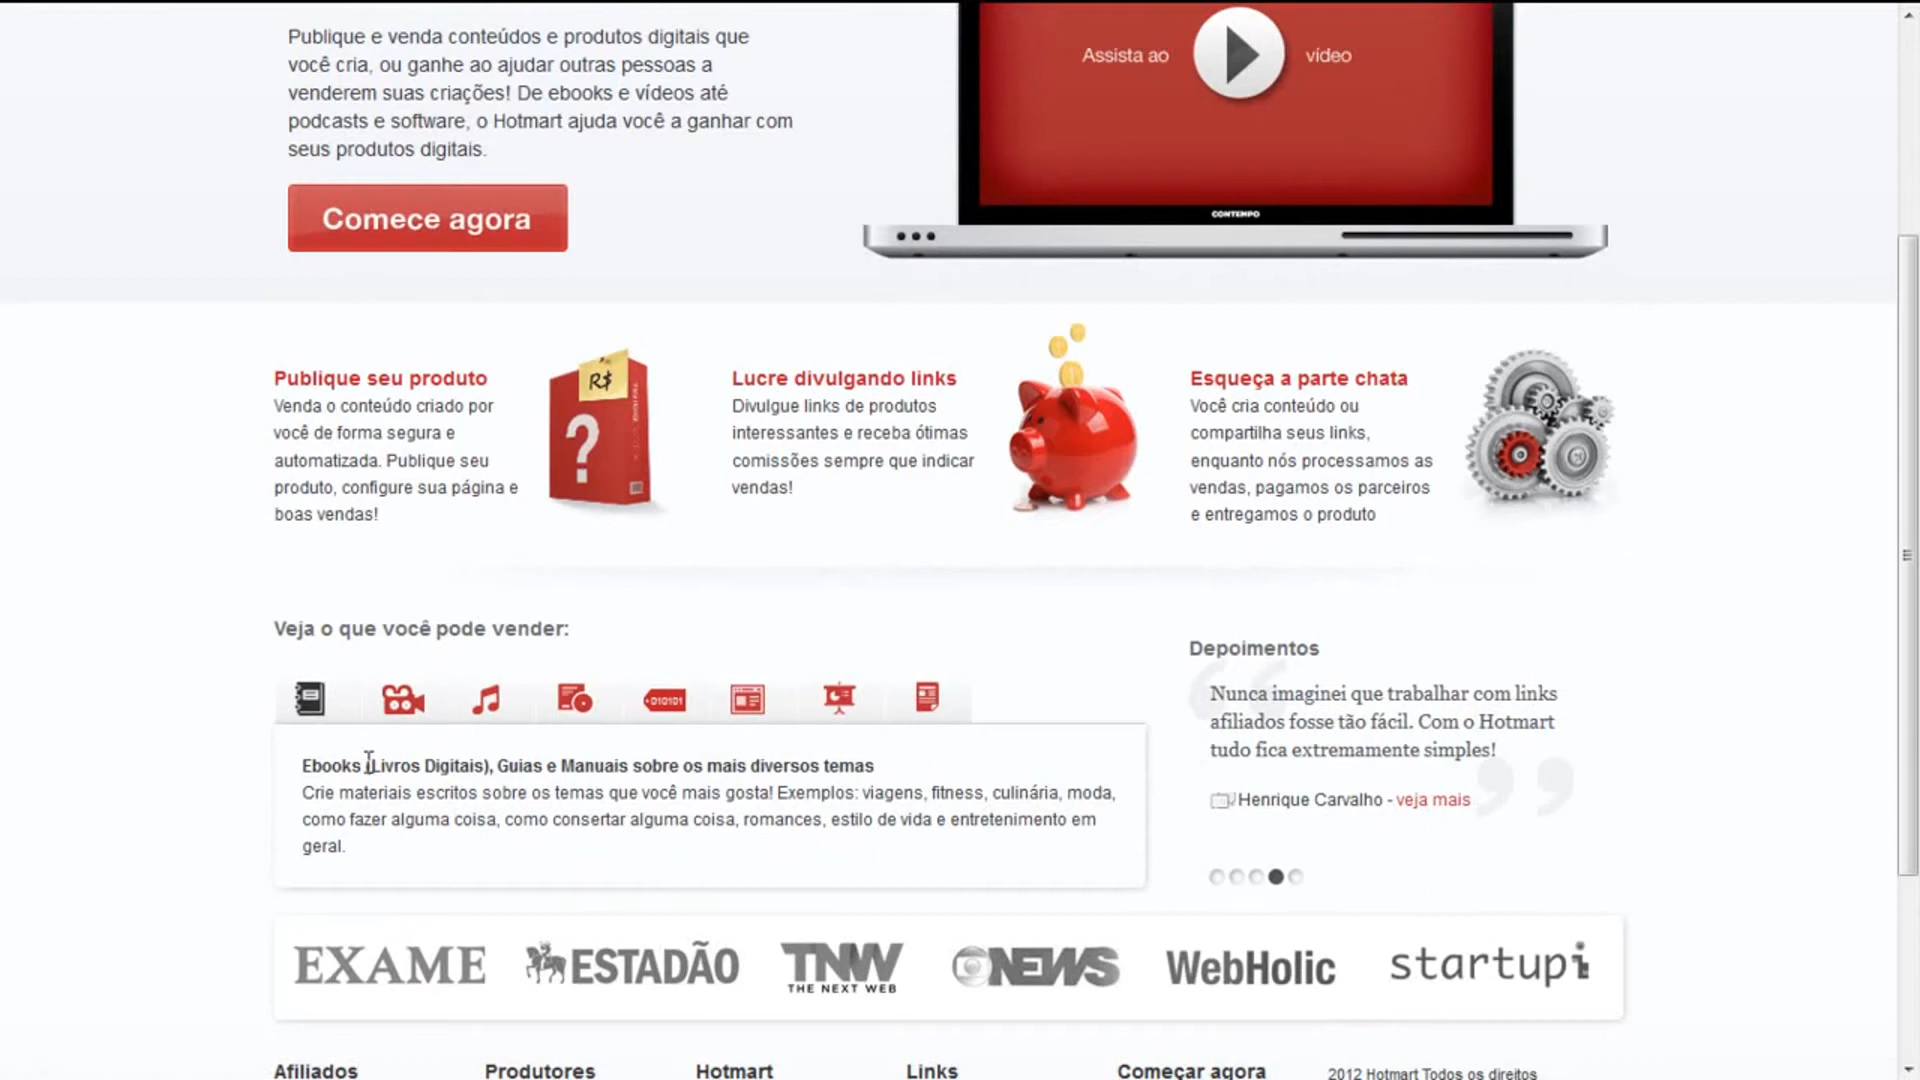 Publique e venda conteúdos e produtos digitais que
você cria, ou ganhe ao ajudar outras pessoas a
venderem suas criações! De ebooks e vídeos até
podcasts e software, o Hotmart ajuda você a ganhar com
seus produtos digitais.
Comece agora
Assista ao vídeo
CONTEMPO
Publique seu produto
Venda o conteúdo criado por
você de forma segura e
automatizada. Publique seu
produto, configure sua página e
boas vendas!
R$
?
Lucre divulgando links
Divulgue links de produtos
interessantes e receba ótimas
comissões sempre que indicar
vendas!
Esqueça a parte chata
Você cria conteúdo ou
compartilha seus links,
enquanto nós processamos as
vendas, pagamos os parceiros
e entregamos o produto
Veja o que você pode vender:
010101
Ebooks (Livros Digitais), Guias e Manuais sobre os mais diversos temas
Crie materiais escritos sobre os temas que você mais gosta! Exemplos: viagens, fitness, culinária, moda,
como fazer alguma coisa, como consertar alguma coisa, romances, estilo de vida e entretenimento em
geral.
Depoimentos
Nunca imaginei que trabalhar com links
afiliados fosse tão fácil. Com o Hotmart
tudo fica extremamente simples!
Henrique Carvalho - veja mais
EXAME
ESTADÃO
TNW
THE NEXT WEB
NEWS
WebHolic
startupi
Afiliados
Produtores
Hotmart
Links
Começar agora
2012 Hotmart Todos os direitos